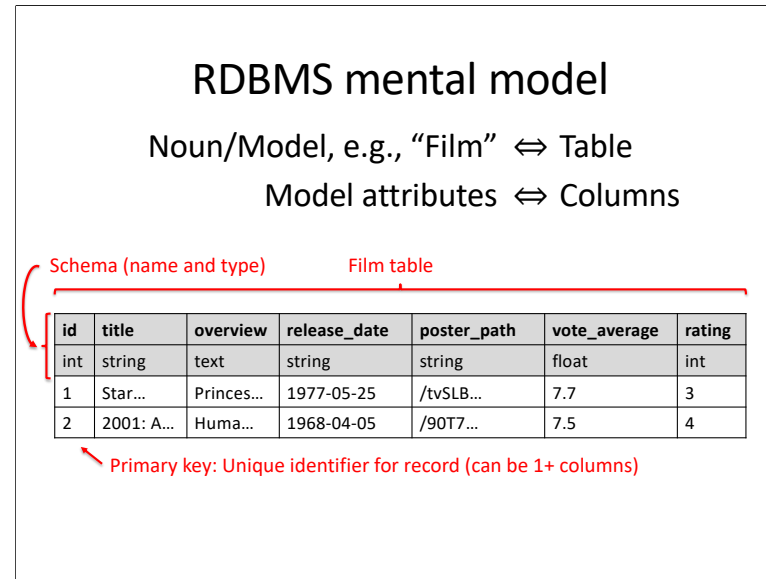 RDBMS mental model
Noun/Model, e.g., “Film” ⇔ Table
Model attributes ⇔ Columns
Schema (name and type) Film table
id title overview release_date poster_path vote_average rating
int string text string string float int
1 Star… Princes… 1977-05-25 /tvSLB… 7.7 3
2 2001: A… Huma… 1968-04-05 /90T7… 7.5 4
Primary key: Unique identifier for record (can be 1+ columns)